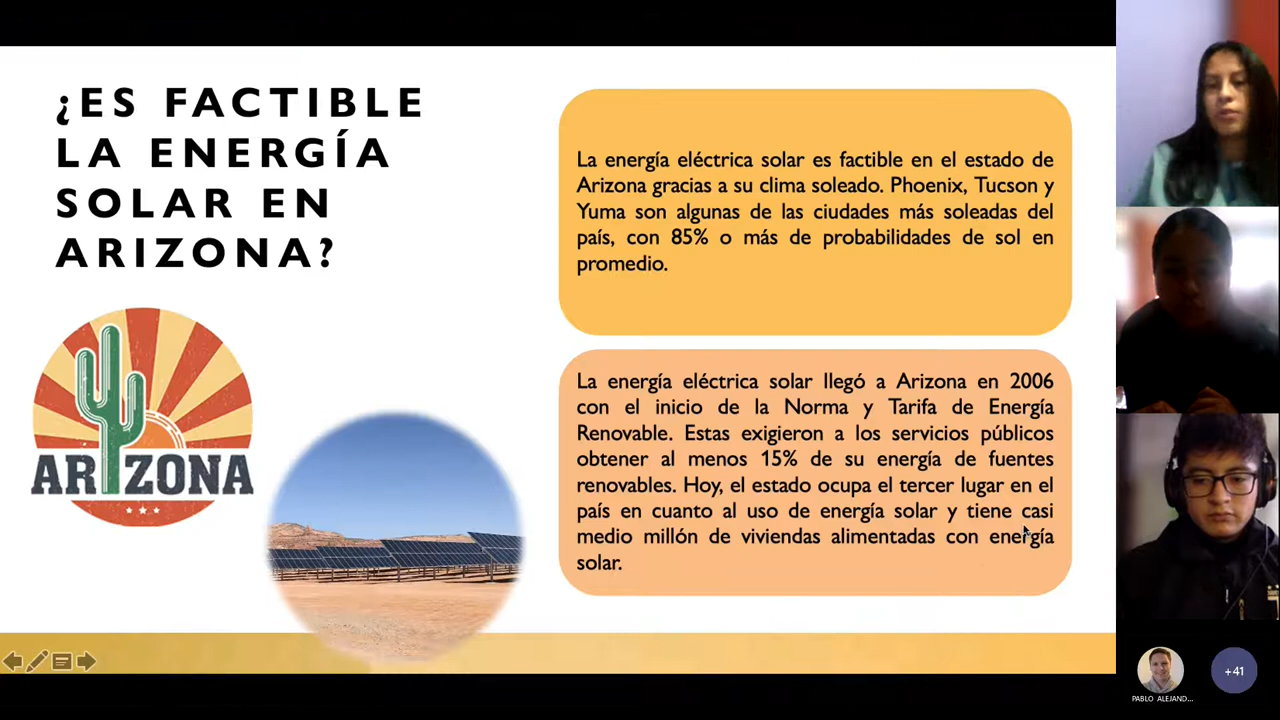 ¿ES FACTIBLE
LA ENERGÍA
SOLAR EN
ARIZONA?
La energía eléctrica solar es factible en el estado de
Arizona gracias a su clima soleado. Phoenix, Tucson y
Yuma son algunas de las ciudades más soleadas del
país, con 85% o más de probabilidades de sol en
promedio.
ARIZONA
La energía eléctrica solar llegó a Arizona en 2006
con el inicio de la Norma y Tarifa de Energía
Renovable. Estas exigieron a los servicios públicos
obtener al menos 15% de su energía de fuentes
renovables. Hoy, el estado ocupa el tercer lugar en el
país en cuanto al uso de energía solar y tiene casi
medio millón de viviendas alimentadas con energía
solar.
PABLO ALEJAND...
+41